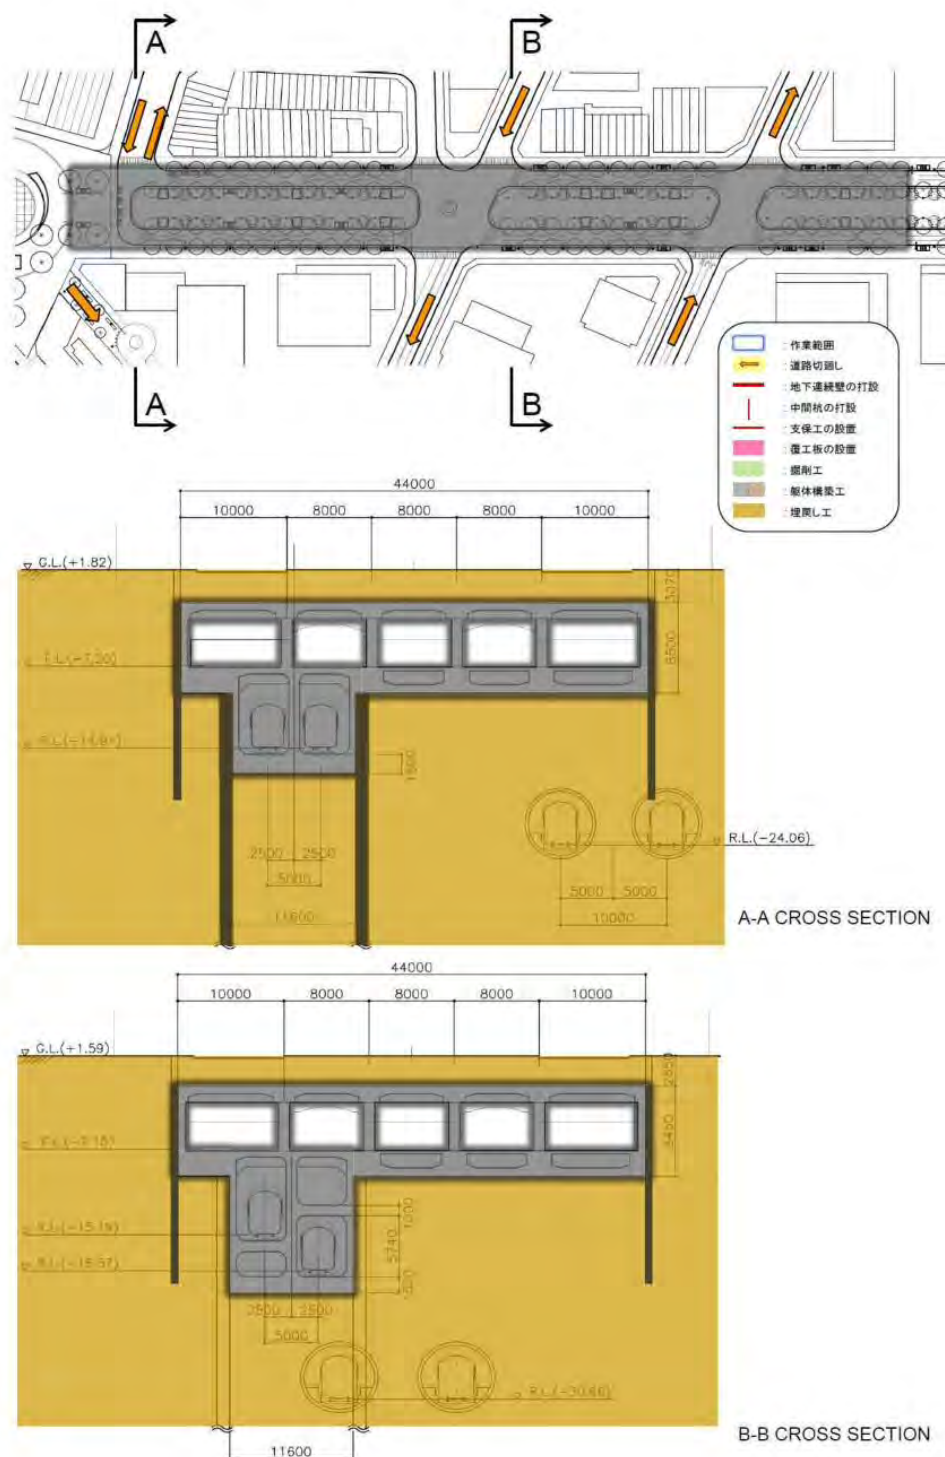 A
B
A
B
: 作業範囲
: 道路切廻し
: 地下連続壁の打設
: 中間杭の打設
: 支保工の設置
: 覆工板の設置
: 掘削工
: 躯体構築工
: 埋戻し工
44000
10000 8000 8000 8000 10000
G.L.(+1.82)
R.L.(-24.06)
2500 2500
5000
5000 5000
10000
11600
A-A CROSS SECTION
44000
10000 8000 8000 8000 10000
G.L.(+1.59)
5740
2500 2500
5000
11600
B-B CROSS SECTION